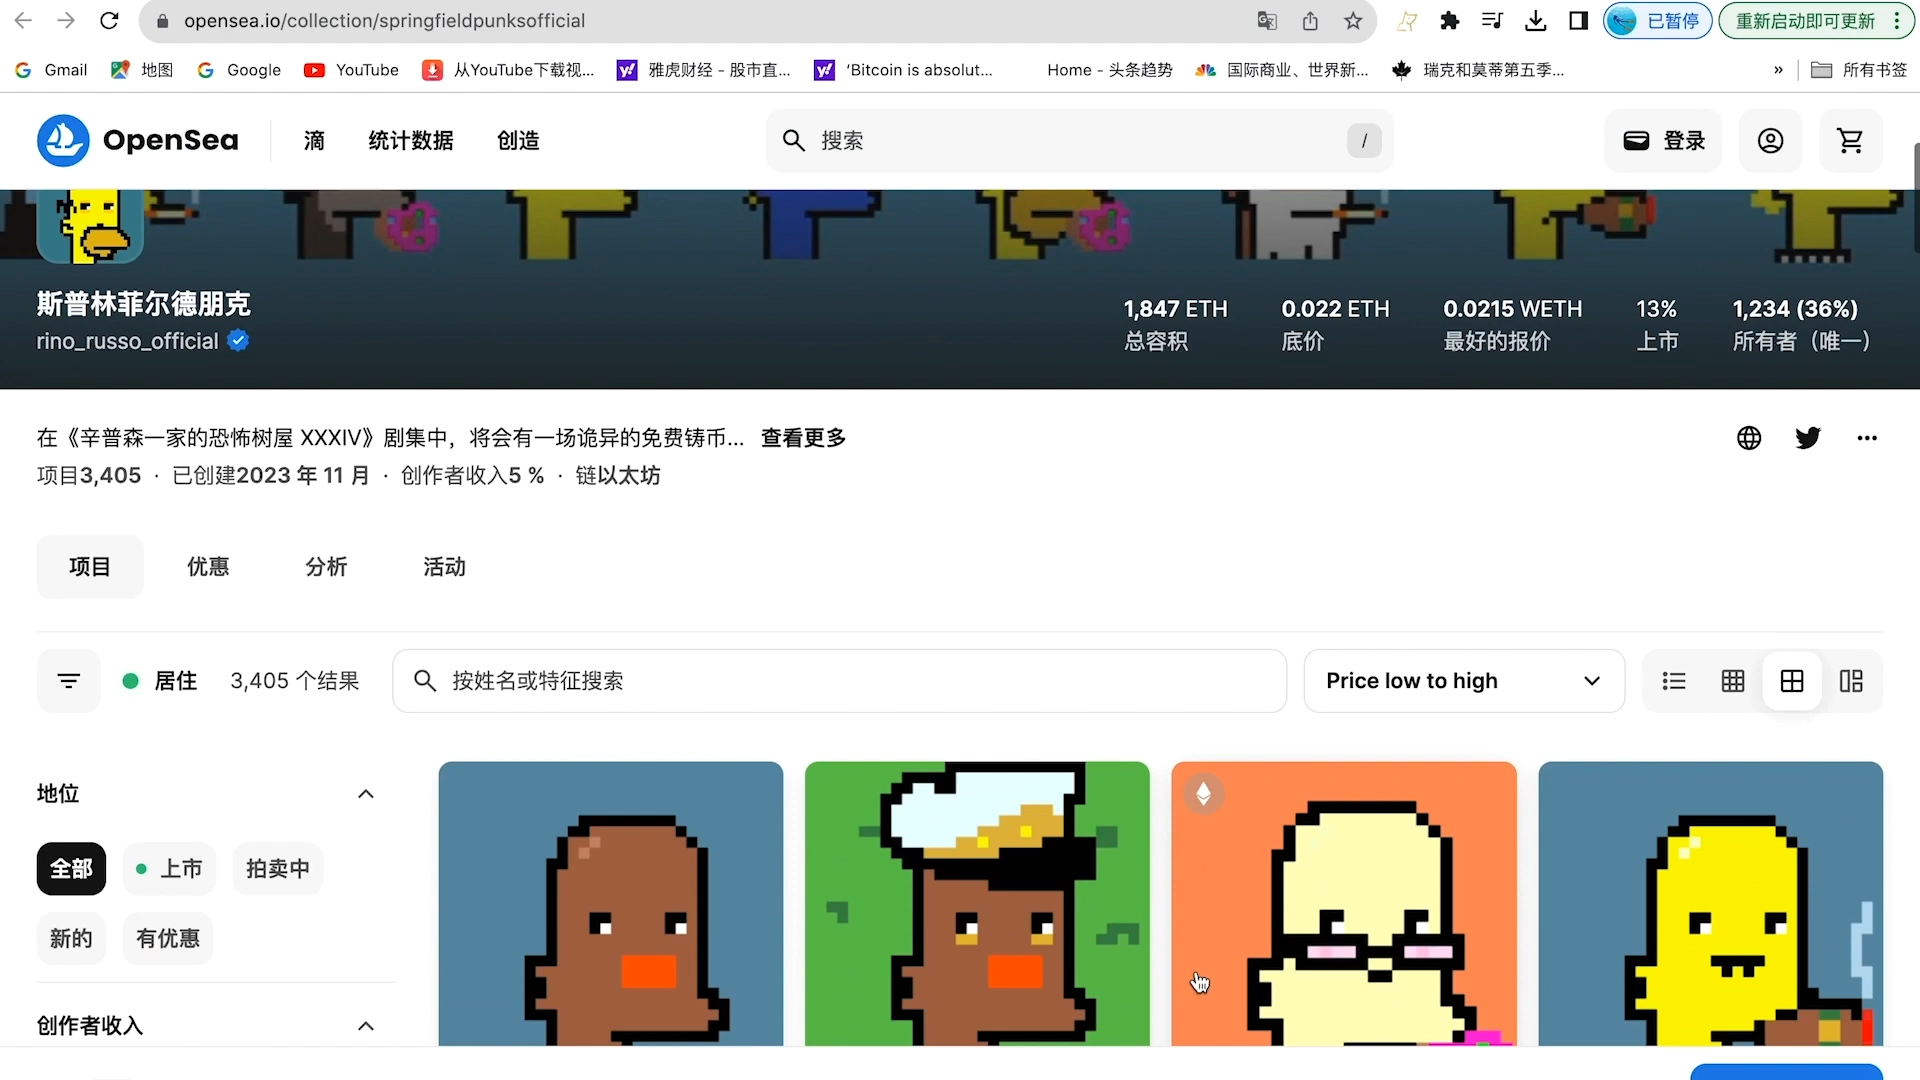 opensea.io/collection/springfieldpunksofficial
已暂停
重新启动即可更新
Gmail
地图
Google
YouTube
从YouTube下载视...
雅虎财经 - 股市直...
‘Bitcoin is absolut...
Home - 头条趋势
国际商业、世界新...
瑞克和莫蒂第五季...
»
所有书签
OpenSea
滴
统计数据
创造
搜索
/
登录
斯普林菲尔德朋克
rino_russo_official
1,847 ETH
总容积
0.022 ETH
底价
0.0215 WETH
最好的报价
13%
上市
1,234 (36%)
所有者（唯一）
在《辛普森一家的恐怖树屋 XXXIV》剧集中，将会有一场诡异的免费铸币... 查看更多
项目3,405 · 已创建2023 年 11 月 · 创作者收入5 % · 链以太坊
项目
优惠
分析
活动
居住
3,405 个结果
按姓名或特征搜索
Price low to high
地位
全部
上市
拍卖中
新的
有优惠
创作者收入